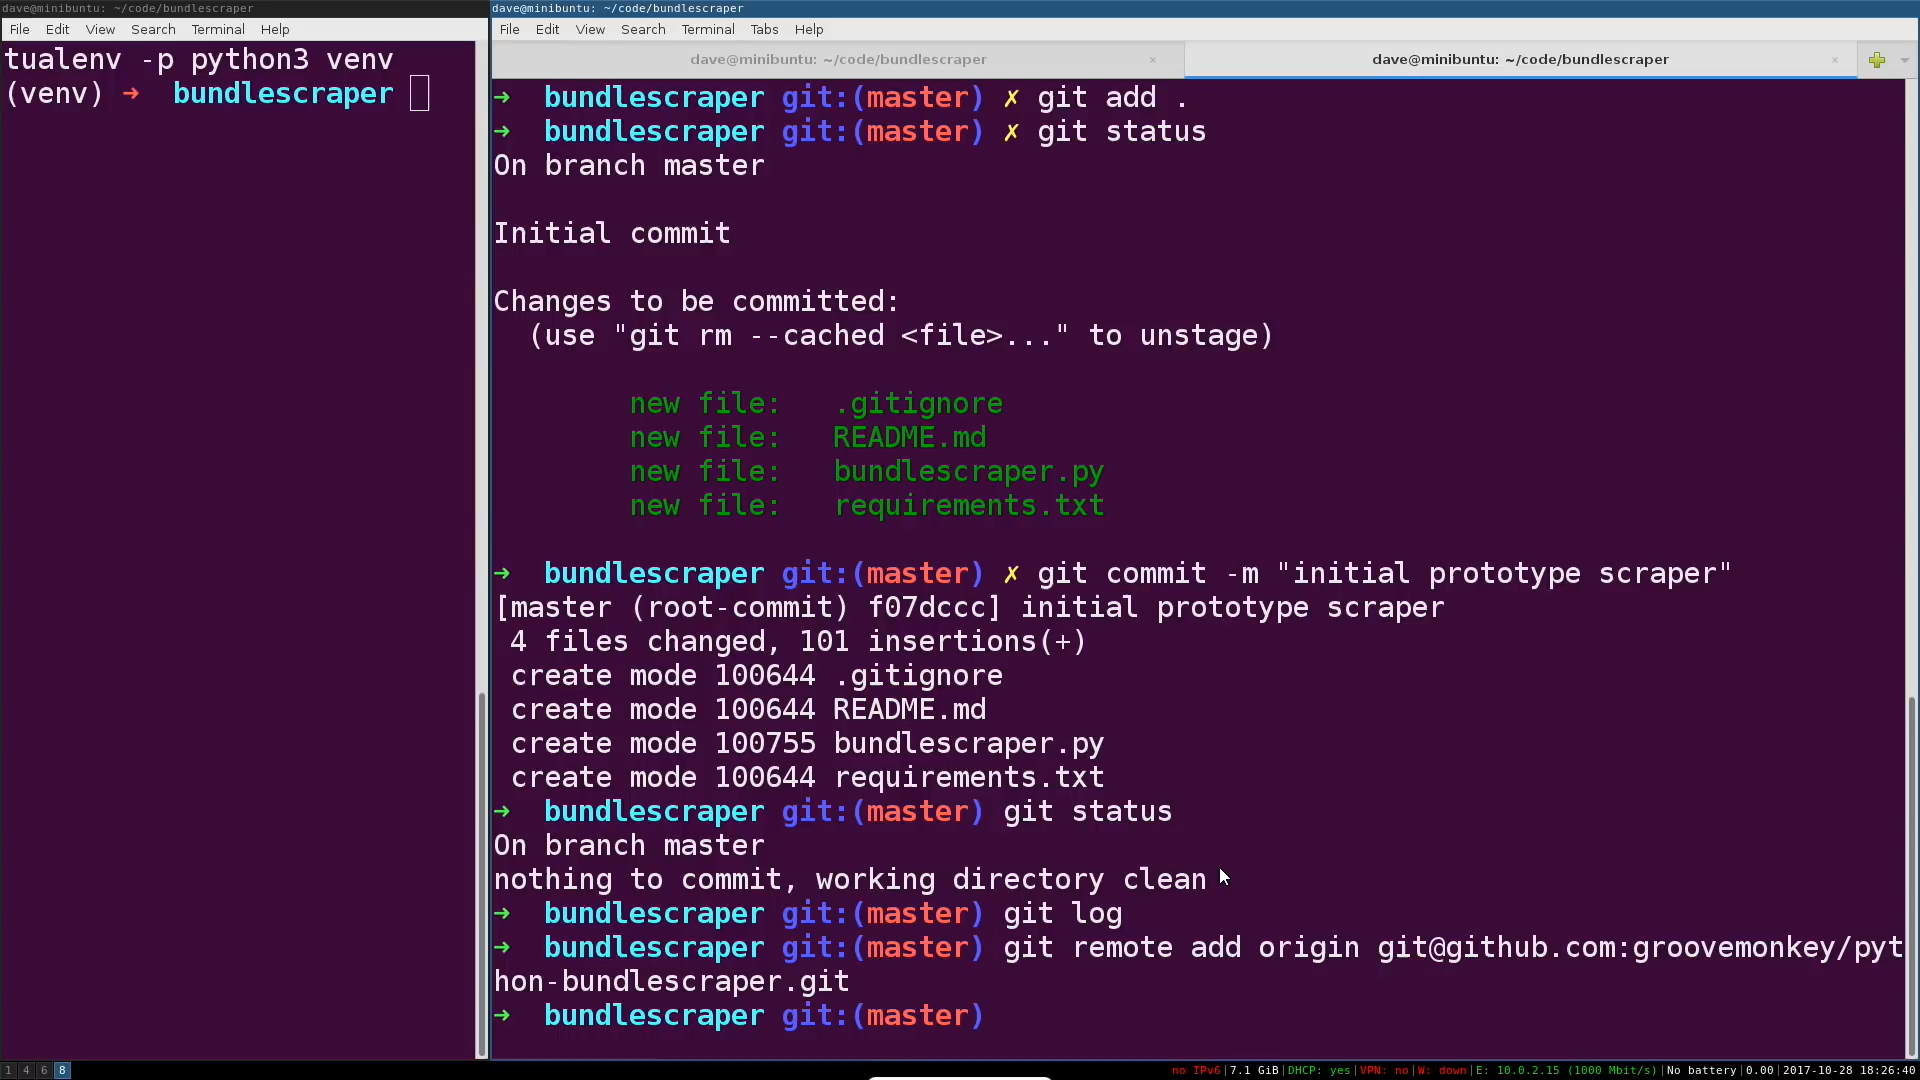 dave@minibuntu: ~/code/bundlescraper
File Edit View Search Terminal Help
tualenv -p python3 venv
(venv) ➜ bundlescraper
dave@minibuntu: ~/code/bundlescraper
File Edit View Search Terminal Tabs Help
dave@minibuntu: ~/code/bundlescraper × dave@minibuntu: ~/code/bundlescraper ×
➜ bundlescraper git:(master) ✗ git add .
➜ bundlescraper git:(master) ✗ git status
On branch master
Initial commit
Changes to be committed:
(use "git rm --cached <file>..." to unstage)
new file: .gitignore
new file: README.md
new file: bundlescraper.py
new file: requirements.txt
➜ bundlescraper git:(master) ✗ git commit -m "initial prototype scraper"
[master (root-commit) f07dccc] initial prototype scraper
4 files changed, 101 insertions(+)
create mode 100644 .gitignore
create mode 100644 README.md
create mode 100755 bundlescraper.py
create mode 100644 requirements.txt
➜ bundlescraper git:(master) git status
On branch master
nothing to commit, working directory clean
➜ bundlescraper git:(master) git log
➜ bundlescraper git:(master) git remote add origin git@github.com:groovemonkey/pyt
hon-bundlescraper.git
➜ bundlescraper git:(master)
1 4 6 8
no IPv6|7.1 GiB|DHCP: yes|VPN: no|W: down|E: 10.0.2.15 (1000 Mbit/s)|No battery|0.00|2017-10-28 18:26:40